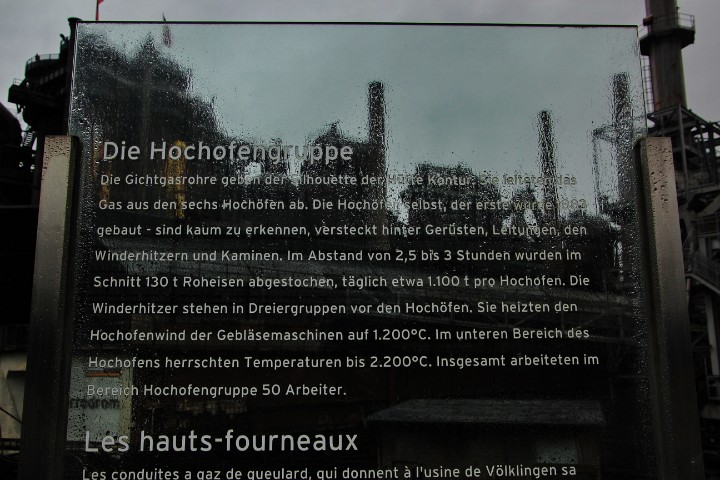 Die Hochofengruppe
Die Gichtgasrohre geben der Silhouette der Hütte Kontur. Sie leiteten das
Gas aus den sechs Hochöfen ab. Die Hochöfen selbst, der erste wurde 1883
gebaut - sind kaum zu erkennen, versteckt hinter Gerüsten, Leitungen, den
Winderhitzern und Kaminen. Im Abstand von 2,5 bis 3 Stunden wurden im
Schnitt 130 t Roheisen abgestochen, täglich etwa 1.100 t pro Hochofen. Die
Winderhitzer stehen in Dreiergruppen vor den Hochöfen. Sie heizten den
Hochofenwind der Gebläsemaschinen auf 1.200°C. Im unteren Bereich des
Hochofens herrschten Temperaturen bis 2.200°C. Insgesamt arbeiteten im
Bereich Hochofengruppe 50 Arbeiter.
Les hauts-fourneaux
Les conduites a gaz de gueulard, qui donnent à l'usine de Völklingen sa